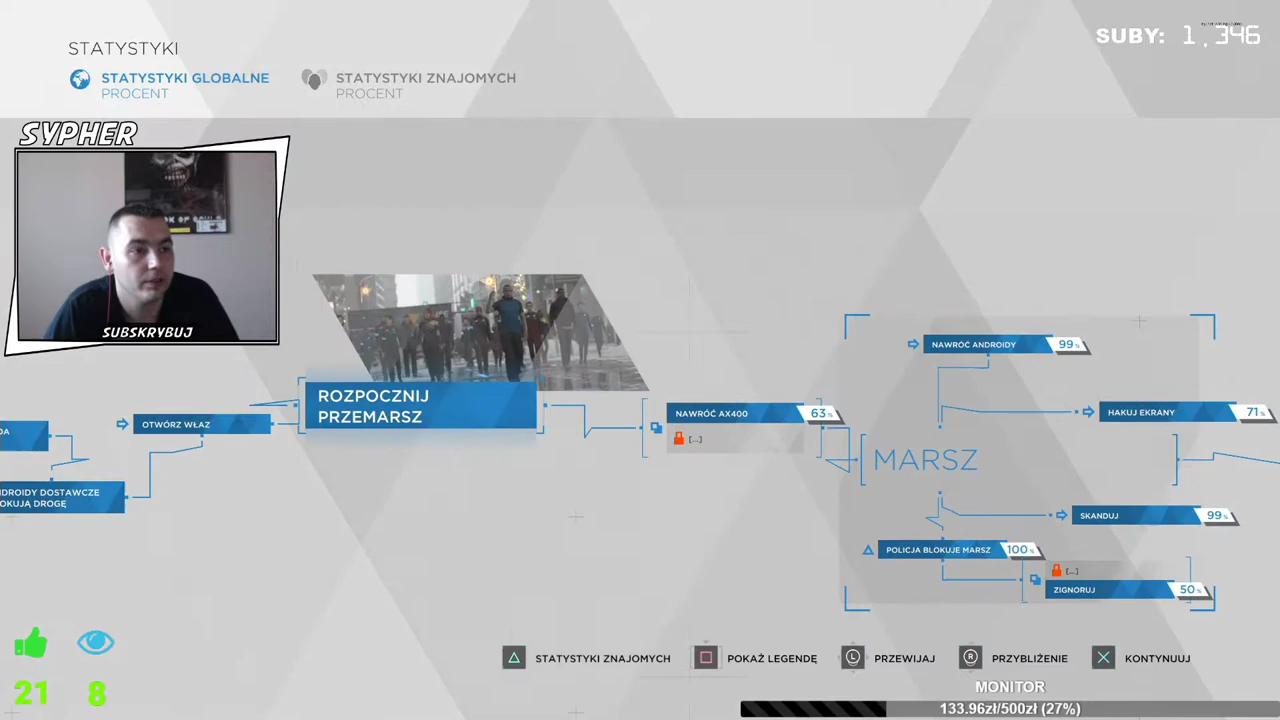 STATYSTYKI
SUBY: 1,346
STATYSTYKI GLOBALNE
PROCENT
STATYSTYKI ZNAJOMYCH
PROCENT
SYPHER
SUBSKRYBUJ
OTWÓRZ WŁAZ
DROIDY DOSTAWCZE
OKUJĄ DROGĘ
ROZPOCZNIJ
PRZEMARSZ
NAWRÓĆ AX400 63%
[...]
MARSZ
NAWRÓĆ ANDROIDY 99%
HAKUJ EKRANY 71%
SKANDUJ 99%
POLICJA BLOKUJE MARSZ 100%
[...]
ZIGNORUJ 50%
21
8
STATYSTYKI ZNAJOMYCH
POKAŻ LEGENDĘ
L PRZEWIJAJ
R PRZYBLIŻENIE
KONTYNUUJ
MONITOR
133.96zł/500zł (27%)